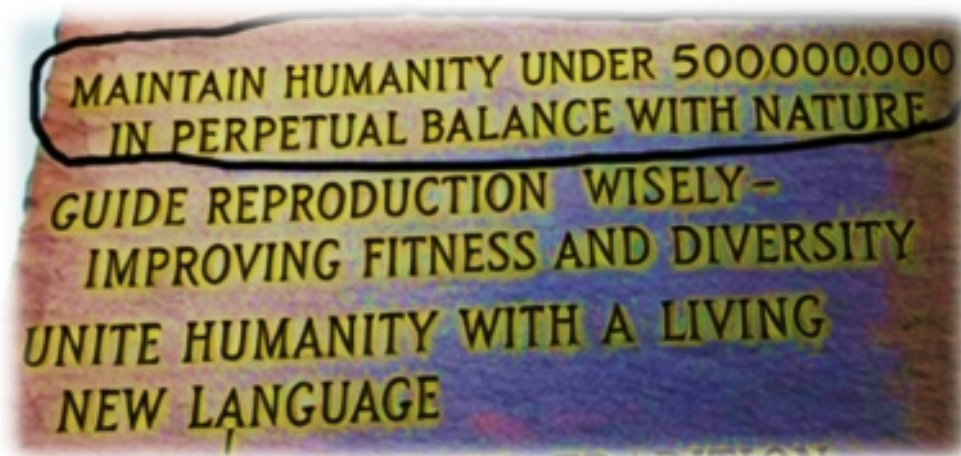 MAINTAIN HUMANITY UNDER 500,000,000
IN PERPETUAL BALANCE WITH NATURE
GUIDE REPRODUCTION WISELY–
IMPROVING FITNESS AND DIVERSITY
UNITE HUMANITY WITH A LIVING
NEW LANGUAGE